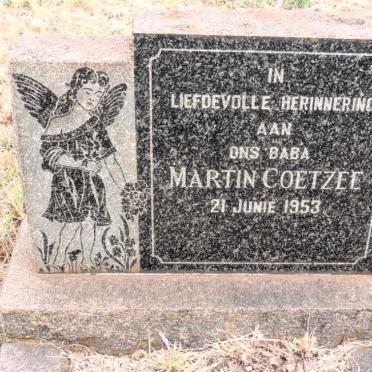 IN
LIEFDEVOLLE HERINNERING
AAN
ONS BABA
MARTIN COETZEE
21 JUNIE 1953